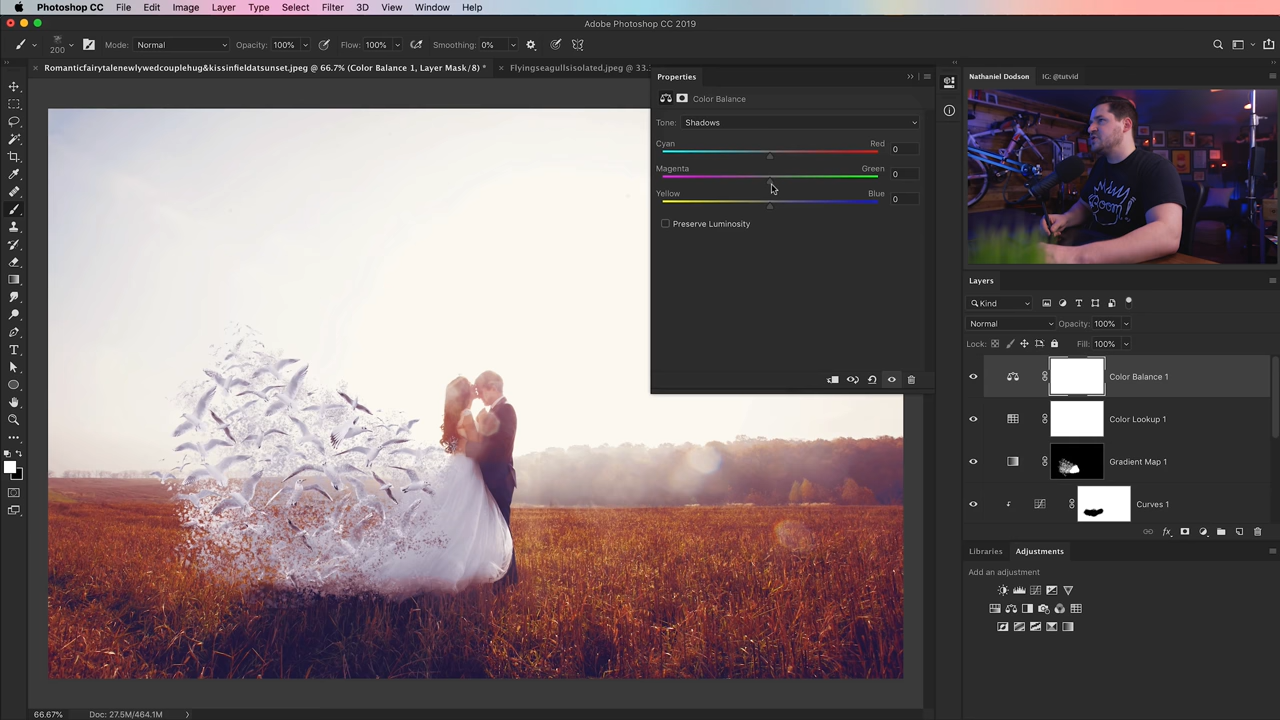 Photoshop CC File Edit Image Layer Type Select Filter 3D View Window Help
Adobe Photoshop CC 2019
200 Mode: Normal Opacity: 100% Flow: 100% Smoothing: 0%
Romanticfairytalenewlywedcouplehug&kissinfieldatsunset.jpeg @ 66.7% (Color Balance 1, Layer Mask/8) *
Flyingseagullsisolated.jpeg @ 33.
Properties
Color Balance
Tone: Shadows
Cyan Red 0
Magenta Green 0
Yellow Blue 0
Preserve Luminosity
Nathaniel Dodson IG: @tutvid
BOOM
Layers
Kind
Normal Opacity: 100%
Lock: Fill: 100%
Color Balance 1
Color Lookup 1
Gradient Map 1
Curves 1
Libraries Adjustments
Add an adjustment
66.67% Doc: 27.5M/464.1M